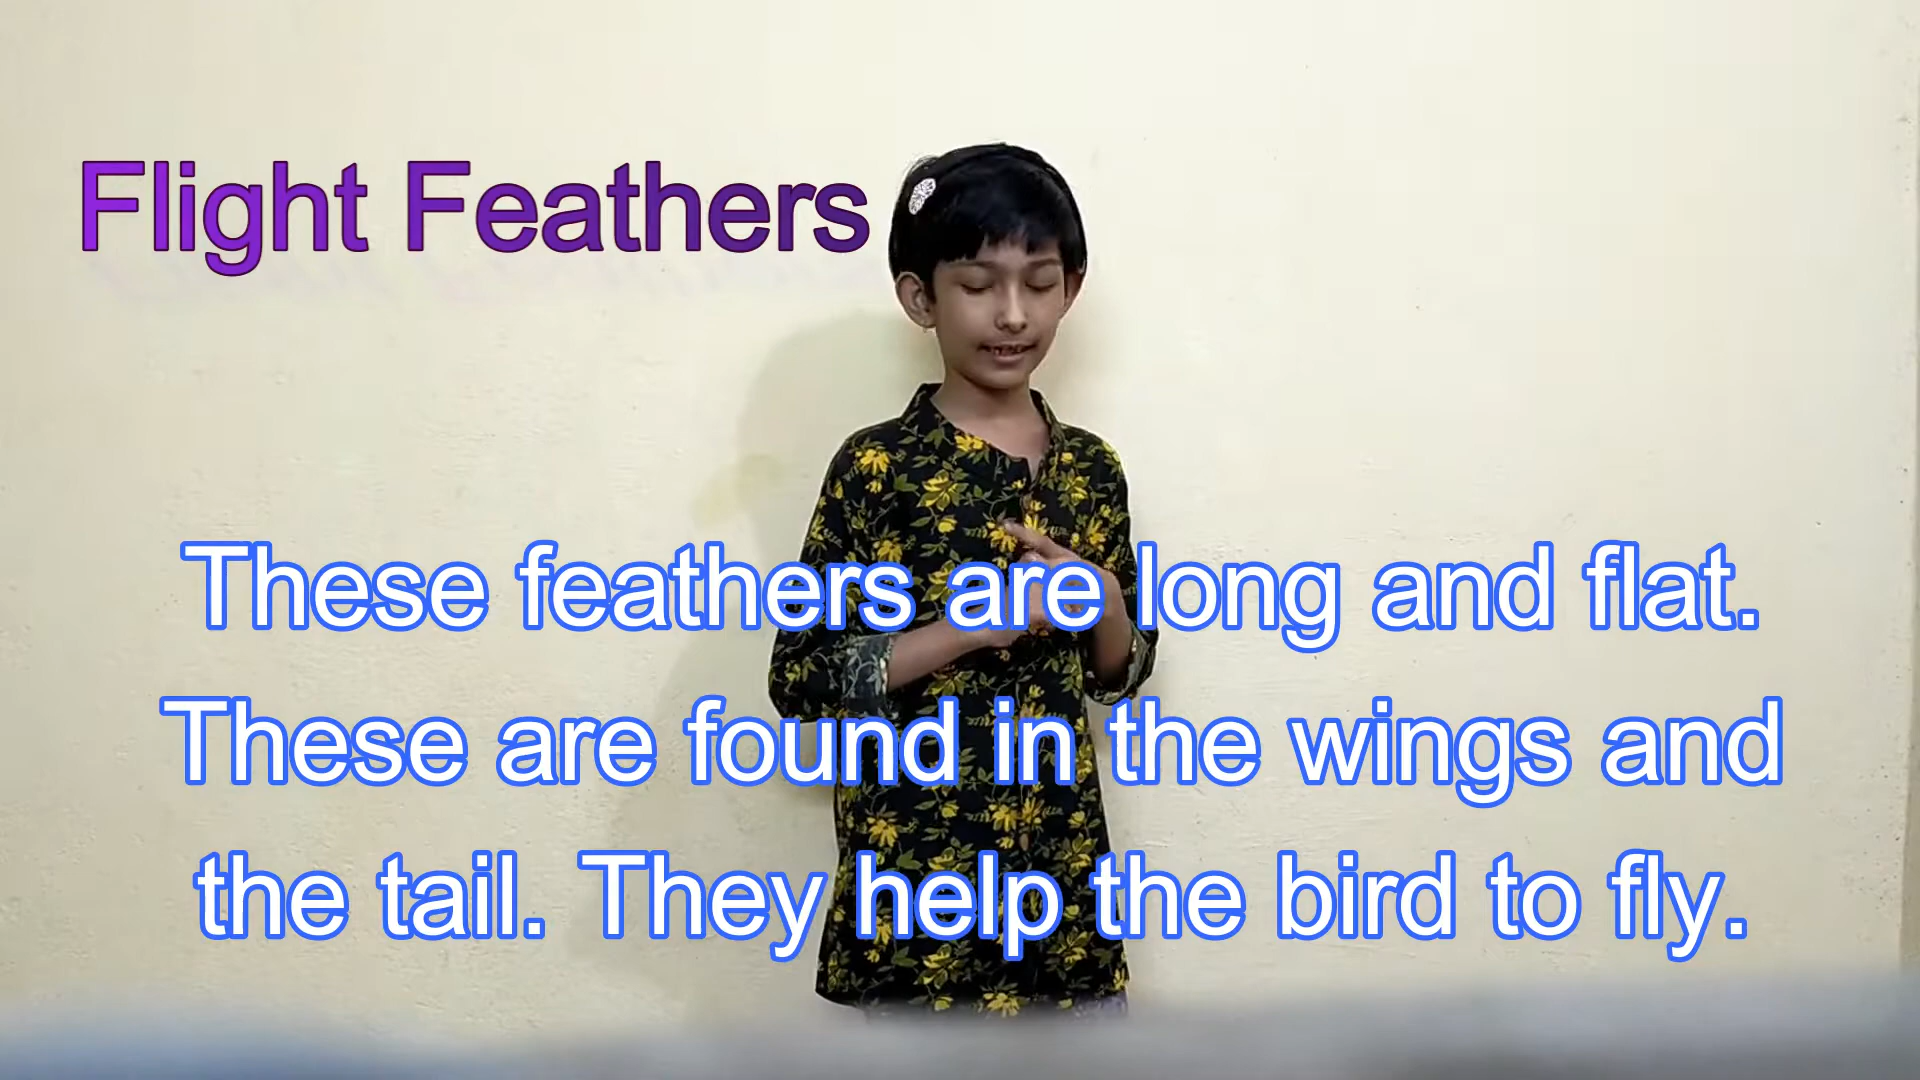 Flight Feathers
These feathers are long and flat.
These are found in the wings and
the tail. They help the bird to fly.